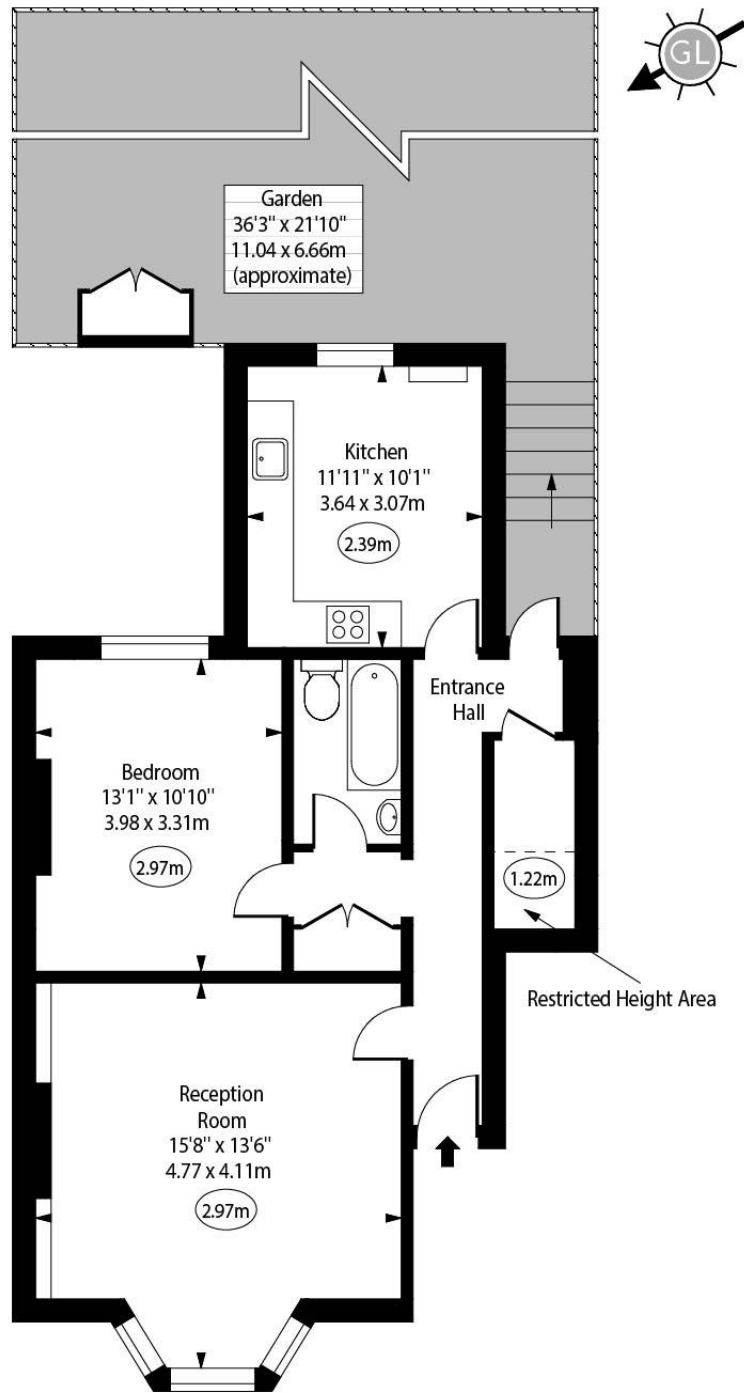 GL
Garden
36'3" x 21'10"
11.04 x 6.66m
(approximate)
Kitchen
11'11" x 10'1"
3.64 x 3.07m
2.39m
Entrance
Hall
Bedroom
13'1" x 10'10"
3.98 x 3.31m
2.97m
1.22m
Restricted Height Area
Reception
Room
15'8" x 13'6"
4.77 x 4.11m
2.97m